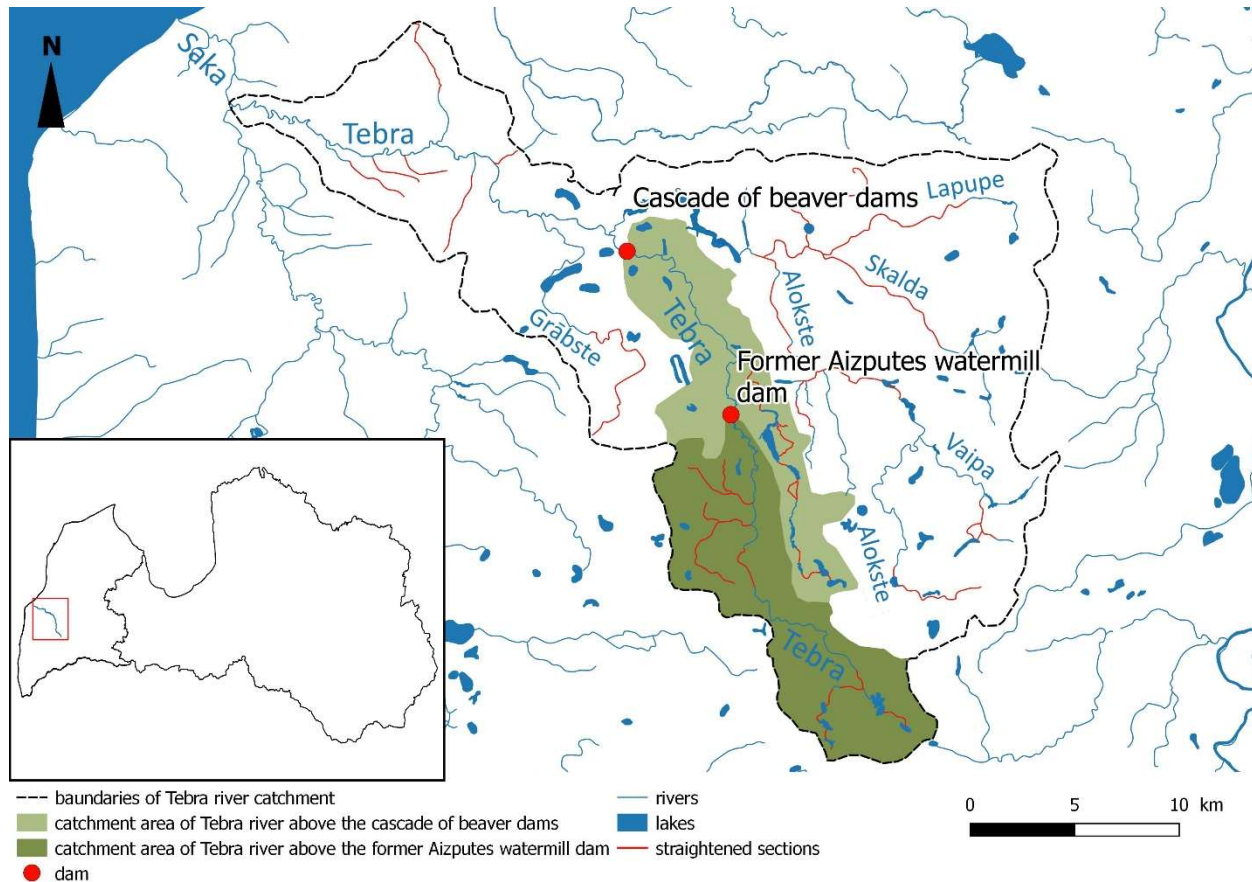 N
Saka
Tebra
Cascade of beaver dams
Lapupe
Skalda
Alokste
Tebra
Grābste
Former Aizputes watermill
dam
Vaipa
Alokste
Tebra
baundaries of Tebra river catchment
catchment area of Tebra river above the cascade of beaver dams
catchment area of Tebra river above the former Aizputes watermill dam
dam
rivers
lakes
straightened sections
0 5 10 km